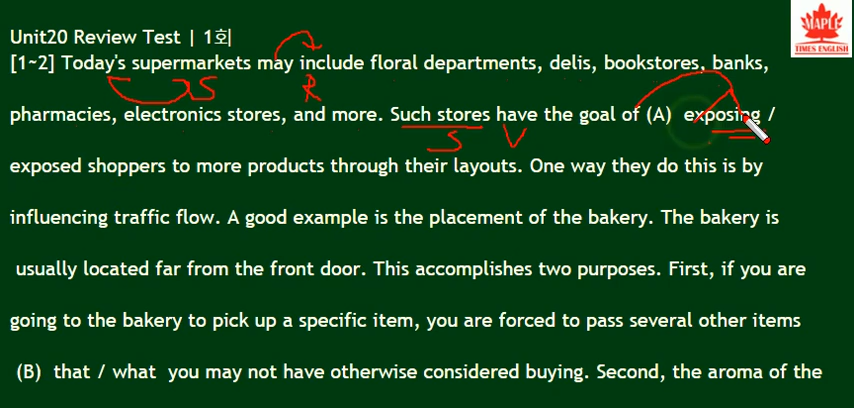 MAPLE
TIMES ENGLISH
Unit20 Review Test | 1회
[1~2] Today's supermarkets may include floral departments, delis, bookstores, banks,
S
R
pharmacies, electronics stores, and more. Such stores have the goal of (A) exposing /
S V
exposed shoppers to more products through their layouts. One way they do this is by
influencing traffic flow. A good example is the placement of the bakery. The bakery is
usually located far from the front door. This accomplishes two purposes. First, if you are
going to the bakery to pick up a specific item, you are forced to pass several other items
(B) that / what you may not have otherwise considered buying. Second, the aroma of the